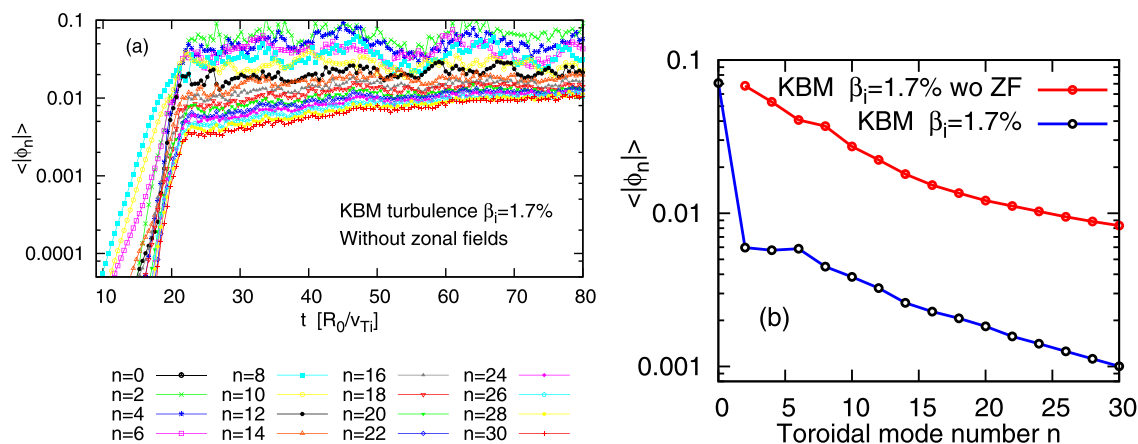 0.1
0.01
0.001
0.0001
<|ϕn|>
(a)
KBM turbulence βi=1.7%
Without zonal fields
10 20 30 40 50 60 70 80
t [R0/vTi]
n=0 n=8 n=16 n=24
n=2 n=10 n=18 n=26
n=4 n=12 n=20 n=28
n=6 n=14 n=22 n=30
0.1
0.01
0.001
<|ϕn|>
KBM βi=1.7% wo ZF
KBM βi=1.7%
(b)
0 5 10 15 20 25 30
Toroidal mode number n